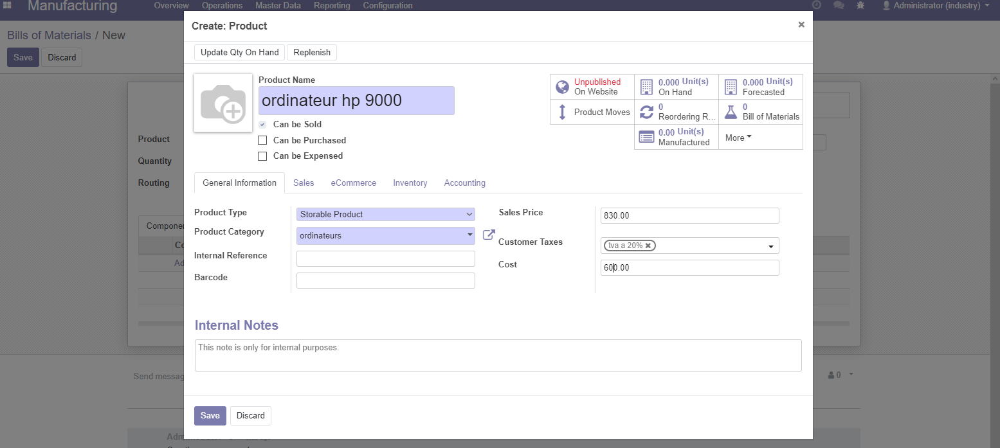 Manufacturing Overview Operations Master Data Reporting Configuration Administrator (industry)
Bills of Materials / New
Save Discard
Create: Product ×
Update Qty On Hand Replenish
Product Name
ordinateur hp 9000
Can be Sold
Can be Purchased
Can be Expensed
Unpublished
On Website
0.000 Unit(s)
On Hand
0.000 Unit(s)
Forecasted
Product Moves
0
Reordering R...
0
Bill of Materials
0.00 Unit(s)
Manufactured
More
Product
Quantity
Routing
General Information Sales eCommerce Inventory Accounting
Product Type Storable Product
Product Category ordinateurs
Internal Reference
Barcode
Sales Price 830.00
Customer Taxes tva a 20% ×
Cost 600.00
Componen
Co
Ad
Internal Notes
This note is only for internal purposes.
Send messag
0
Save Discard